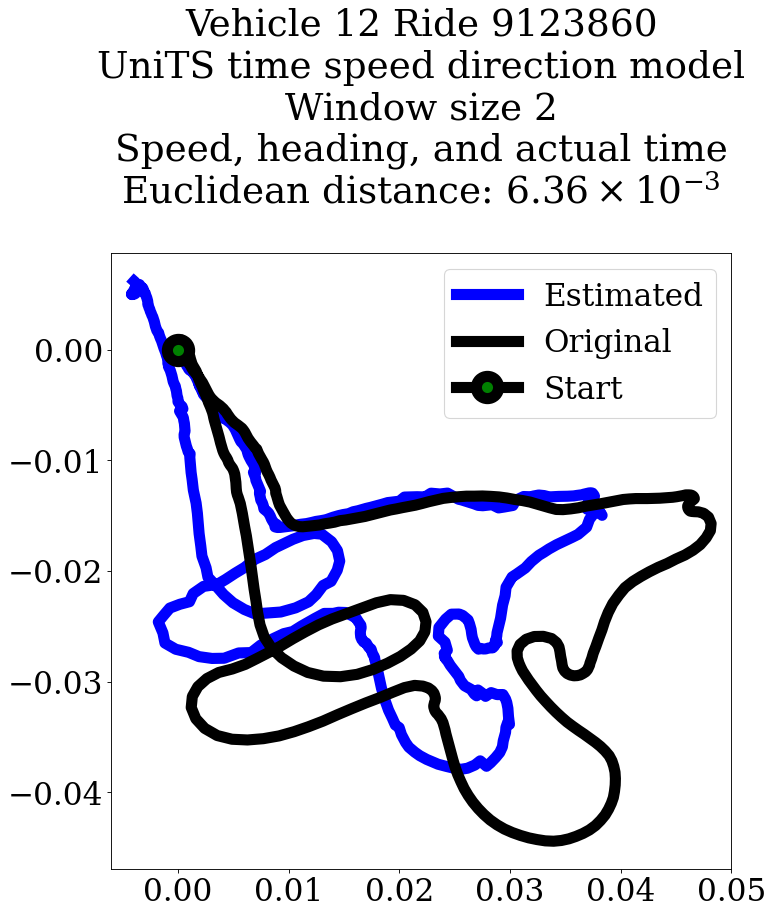 Vehicle 12 Ride 9123860
UniTS time speed direction model
Window size 2
Speed, heading, and actual time
Euclidean distance: 6.36 × 10⁻³
Estimated
Original
Start
0.00
−0.01
−0.02
−0.03
−0.04
0.00 0.01 0.02 0.03 0.04 0.05